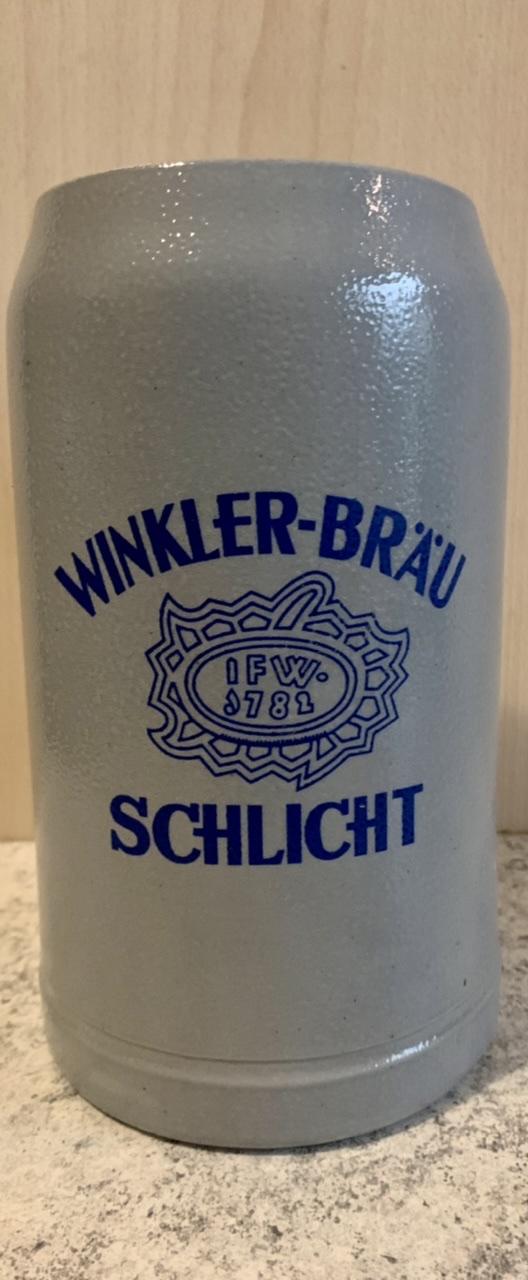 WINKLER-BRÄU
IFW.
1782
SCHLICHT